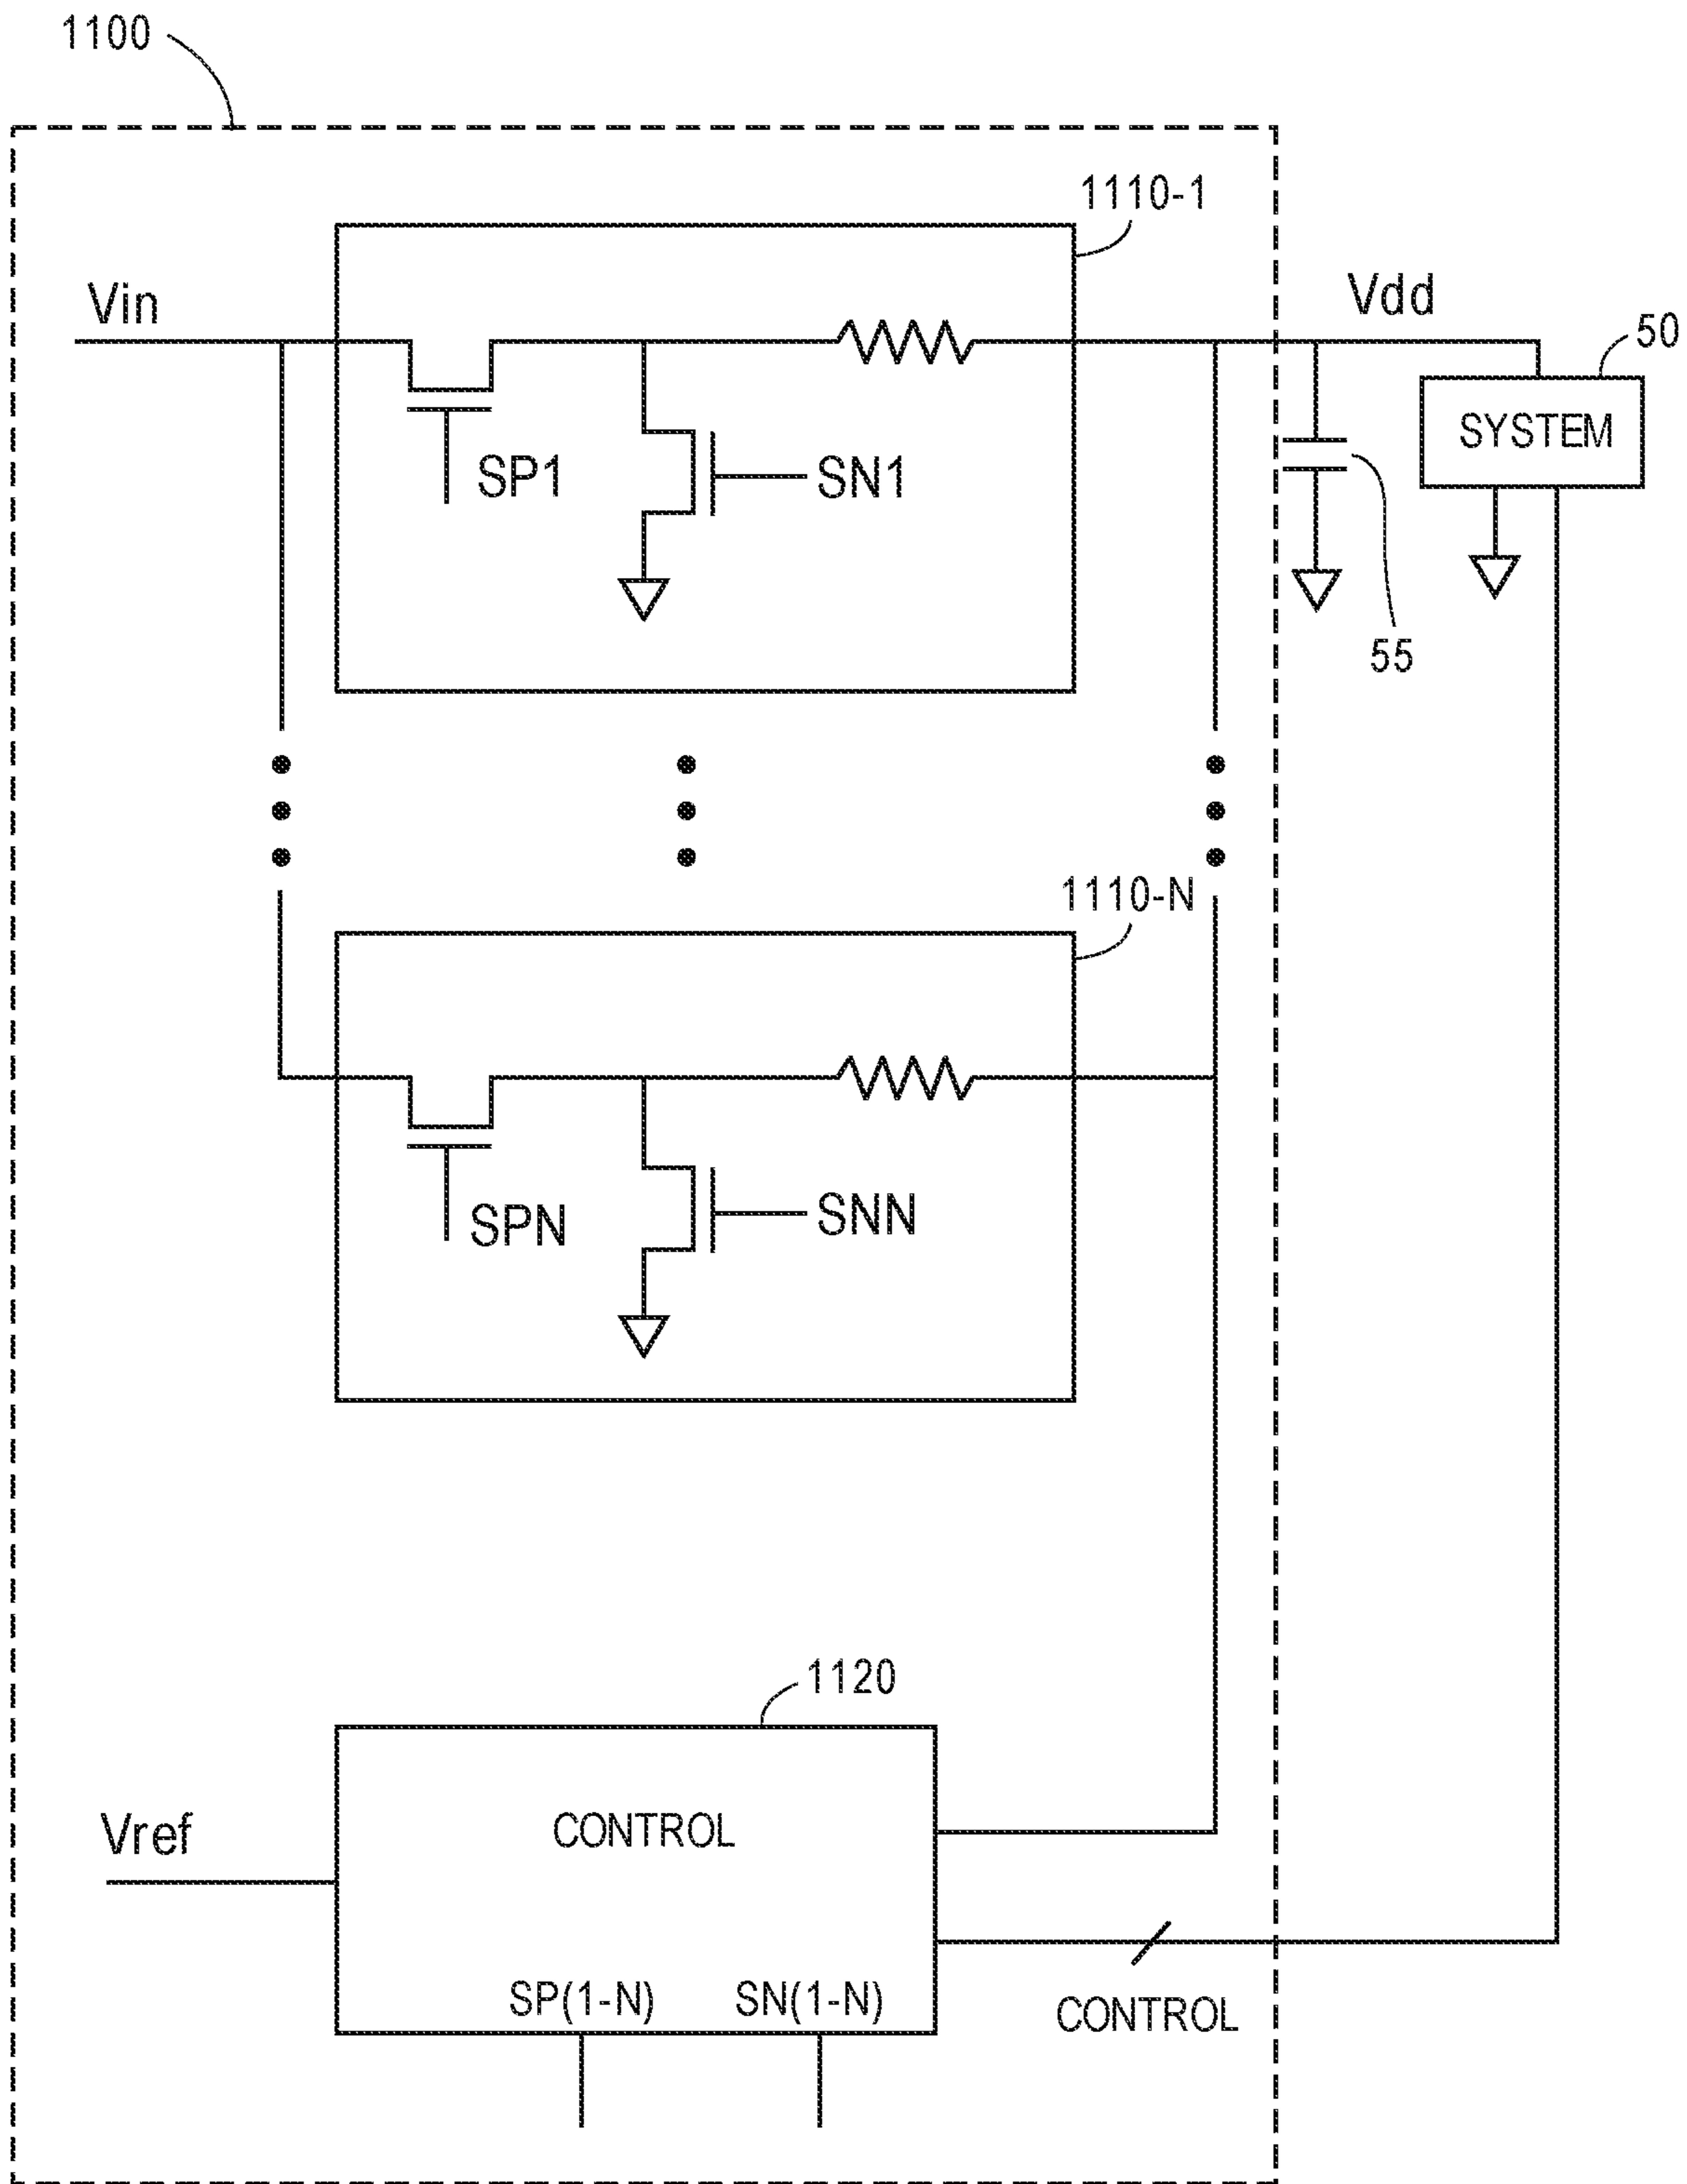 1100
1110-1
Vin
Vdd
50
SYSTEM
SP1
SN1
55
1110-N
SPN
SNN
1120
Vref
CONTROL
SP(1-N)
SN(1-N)
CONTROL